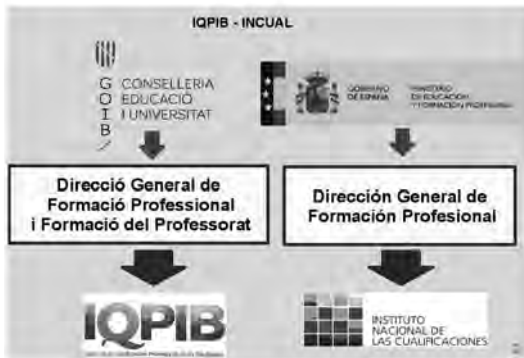 IQPIB - INCUAL
G CONSELLERIA
O EDUCACIÓ
I I UNIVERSITAT
B
/
GOBIERNO
DE ESPAÑA
MINISTERIO
DE EDUCACIÓN
Y FORMACIÓN PROFESIONAL
Direcció General de
Formació Professional
i Formació del Professorat
Dirección General de
Formación Profesional
IQPIB
INSTITUTO
NACIONAL DE
LAS CUALIFICACIONES